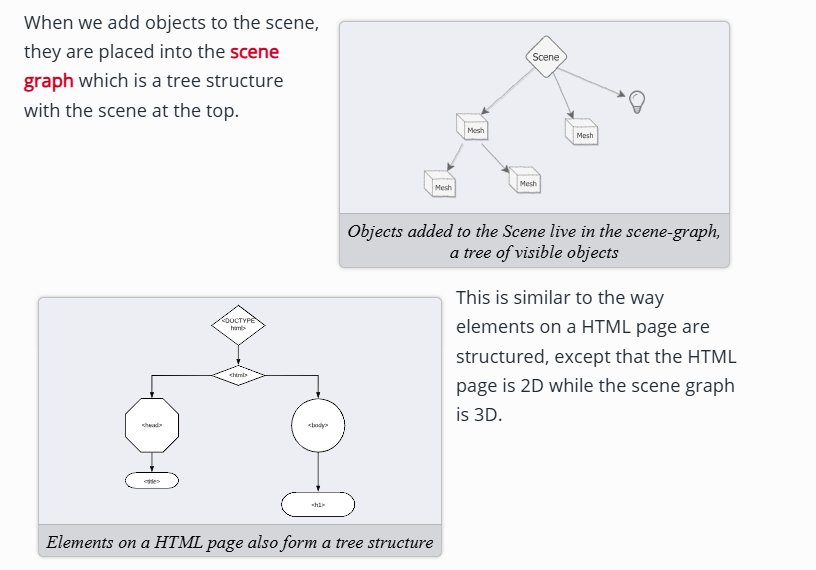 When we add objects to the scene,
they are placed into the scene
graph which is a tree structure
with the scene at the top.
Scene
Mesh
Mesh
Mesh
Mesh
Objects added to the Scene live in the scene-graph,
a tree of visible objects
<DOCTYPE
html>
<html>
<head>
<body>
<title>
<h1>
Elements on a HTML page also form a tree structure
This is similar to the way
elements on a HTML page are
structured, except that the HTML
page is 2D while the scene graph
is 3D.